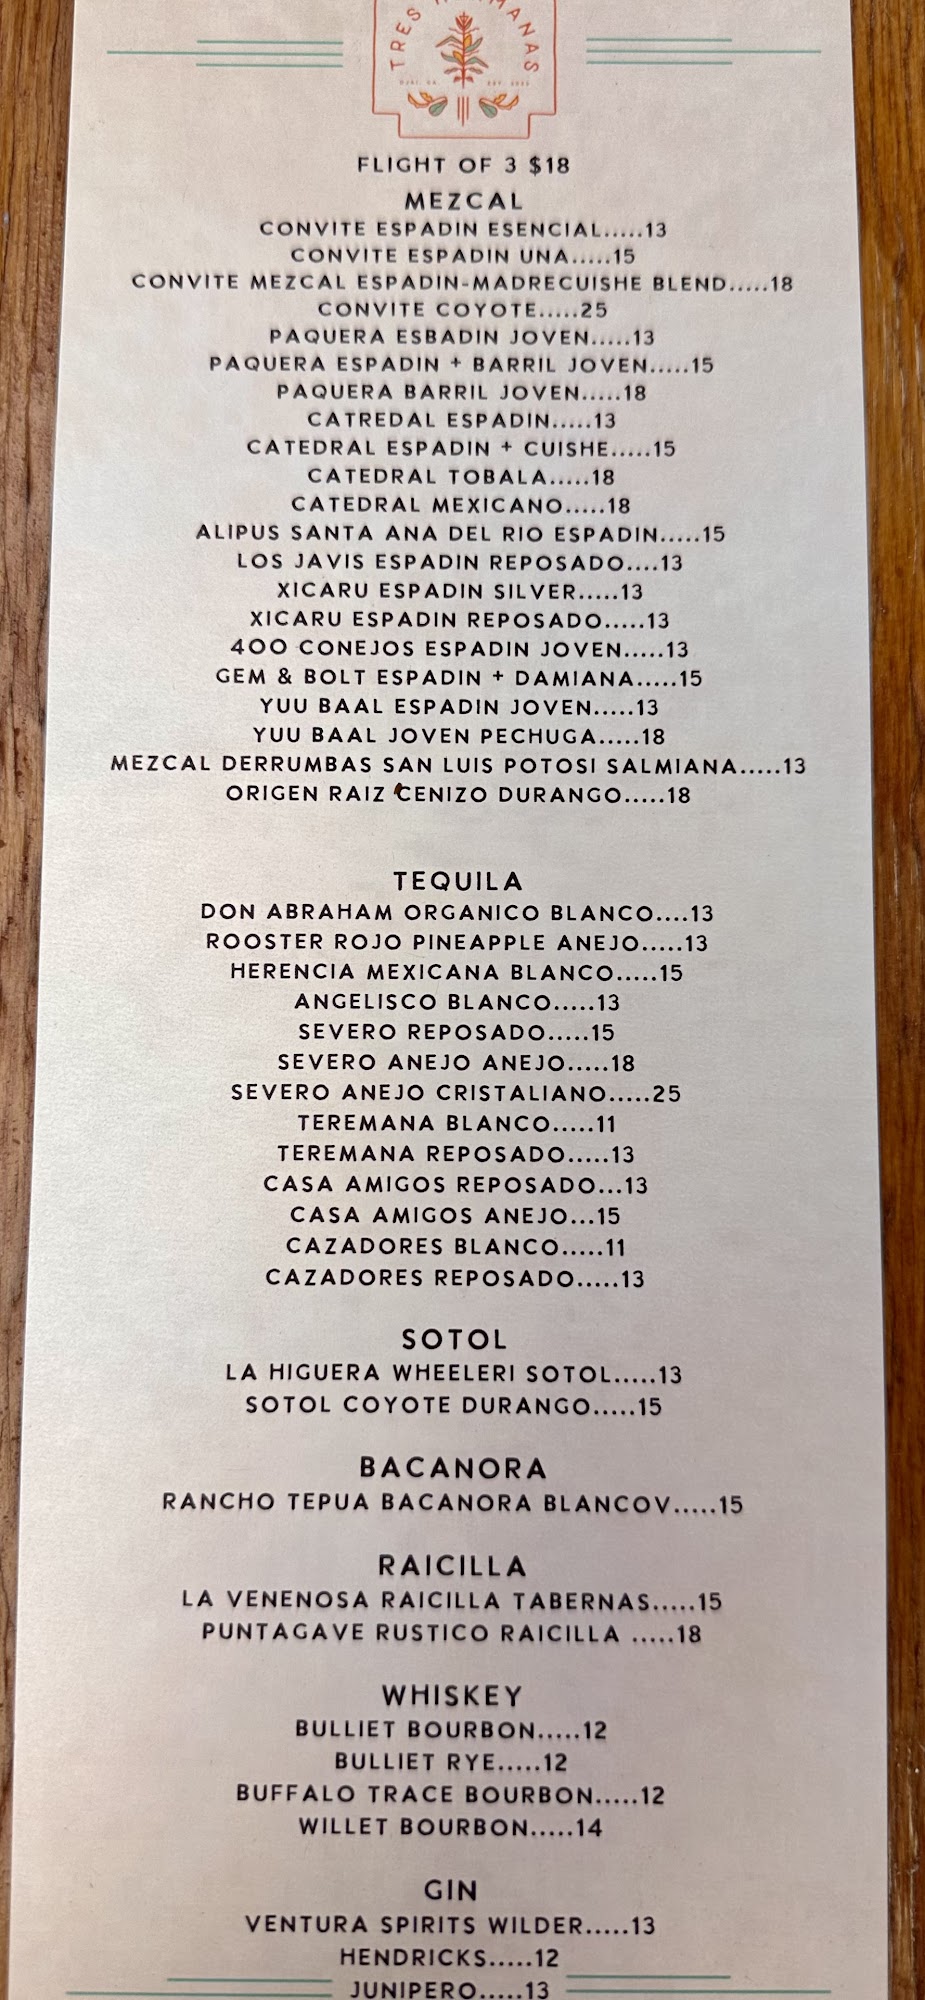 TRES H MANAS
FLIGHT OF 3 $18
MEZCAL
CONVITE ESPADIN ESENCIAL.....13
CONVITE ESPADIN UNA.....15
CONVITE MEZCAL ESPADIN-MADRECUISHE BLEND.....18
CONVITE COYOTE.....25
PAQUERA ESBADIN JOVEN.....13
PAQUERA ESPADIN + BARRIL JOVEN.....15
PAQUERA BARRIL JOVEN.....18
CATREDAL ESPADIN.....13
CATEDRAL ESPADIN + CUISHE.....15
CATEDRAL TOBALA.....18
CATEDRAL MEXICANO.....18
ALIPUS SANTA ANA DEL RIO ESPADIN.....15
LOS JAVIS ESPADIN REPOSADO....13
XICARU ESPADIN SILVER.....13
XICARU ESPADIN REPOSADO.....13
400 CONEJOS ESPADIN JOVEN.....13
GEM & BOLT ESPADIN + DAMIANA.....15
YUU BAAL ESPADIN JOVEN.....13
YUU BAAL JOVEN PECHUGA.....18
MEZCAL DERRUMBAS SAN LUIS POTOSI SALMIANA.....13
ORIGEN RAIZ CENIZO DURANGO.....18
TEQUILA
DON ABRAHAM ORGANICO BLANCO....13
ROOSTER ROJO PINEAPPLE ANEJO.....13
HERENCIA MEXICANA BLANCO.....15
ANGELISCO BLANCO.....13
SEVERO REPOSADO.....15
SEVERO ANEJO ANEJO.....18
SEVERO ANEJO CRISTALIANO.....25
TEREMANA BLANCO.....11
TEREMANA REPOSADO.....13
CASA AMIGOS REPOSADO...13
CASA AMIGOS ANEJO...15
CAZADORES BLANCO.....11
CAZADORES REPOSADO.....13
SOTOL
LA HIGUERA WHEELERI SOTOL.....13
SOTOL COYOTE DURANGO.....15
BACANORA
RANCHO TEPUA BACANORA BLANCOV.....15
RAICILLA
LA VENENOSA RAICILLA TABERNAS.....15
PUNTAGAVE RUSTICO RAICILLA .....18
WHISKEY
BULLIET BOURBON.....12
BULLIET RYE.....12
BUFFALO TRACE BOURBON.....12
WILLET BOURBON.....14
GIN
VENTURA SPIRITS WILDER.....13
HENDRICKS.....12
JUNIPERO.....13